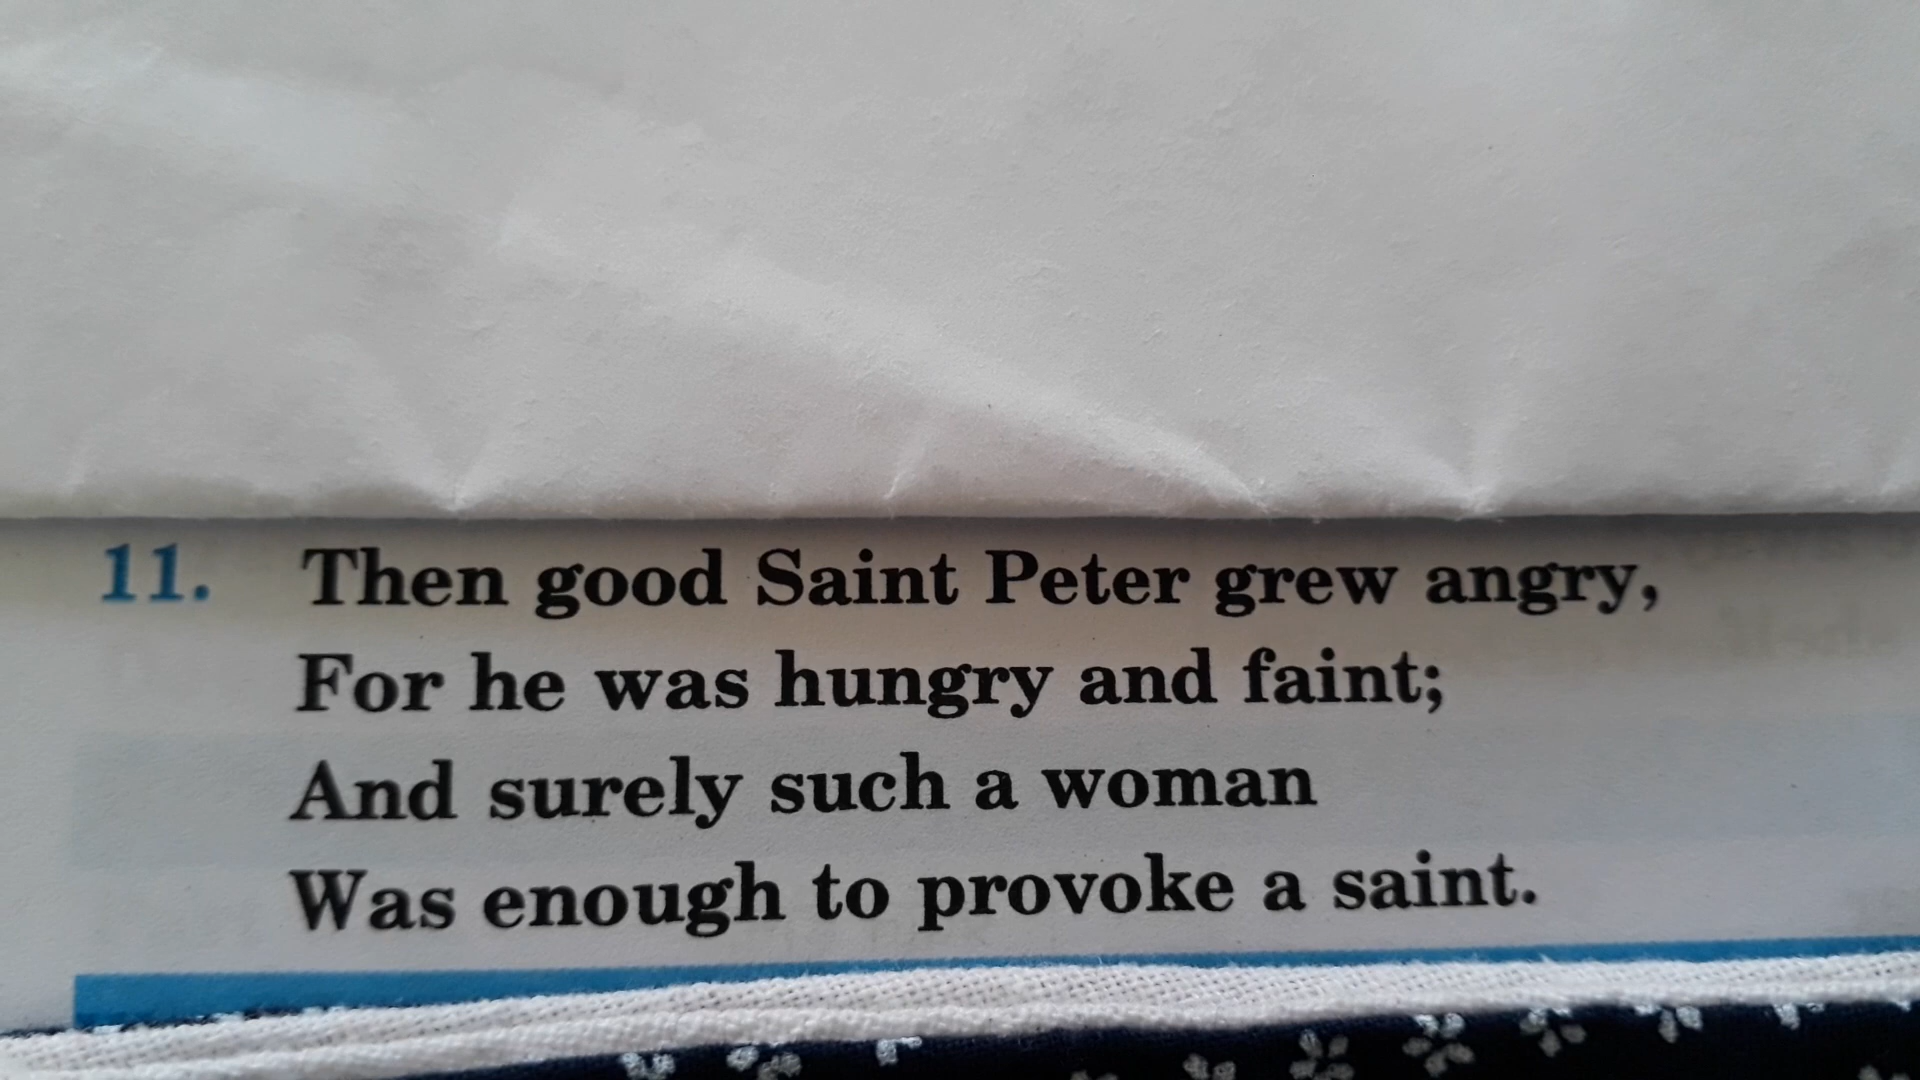 11. Then good Saint Peter grew angry,
For he was hungry and faint;
And surely such a woman
Was enough to provoke a saint.